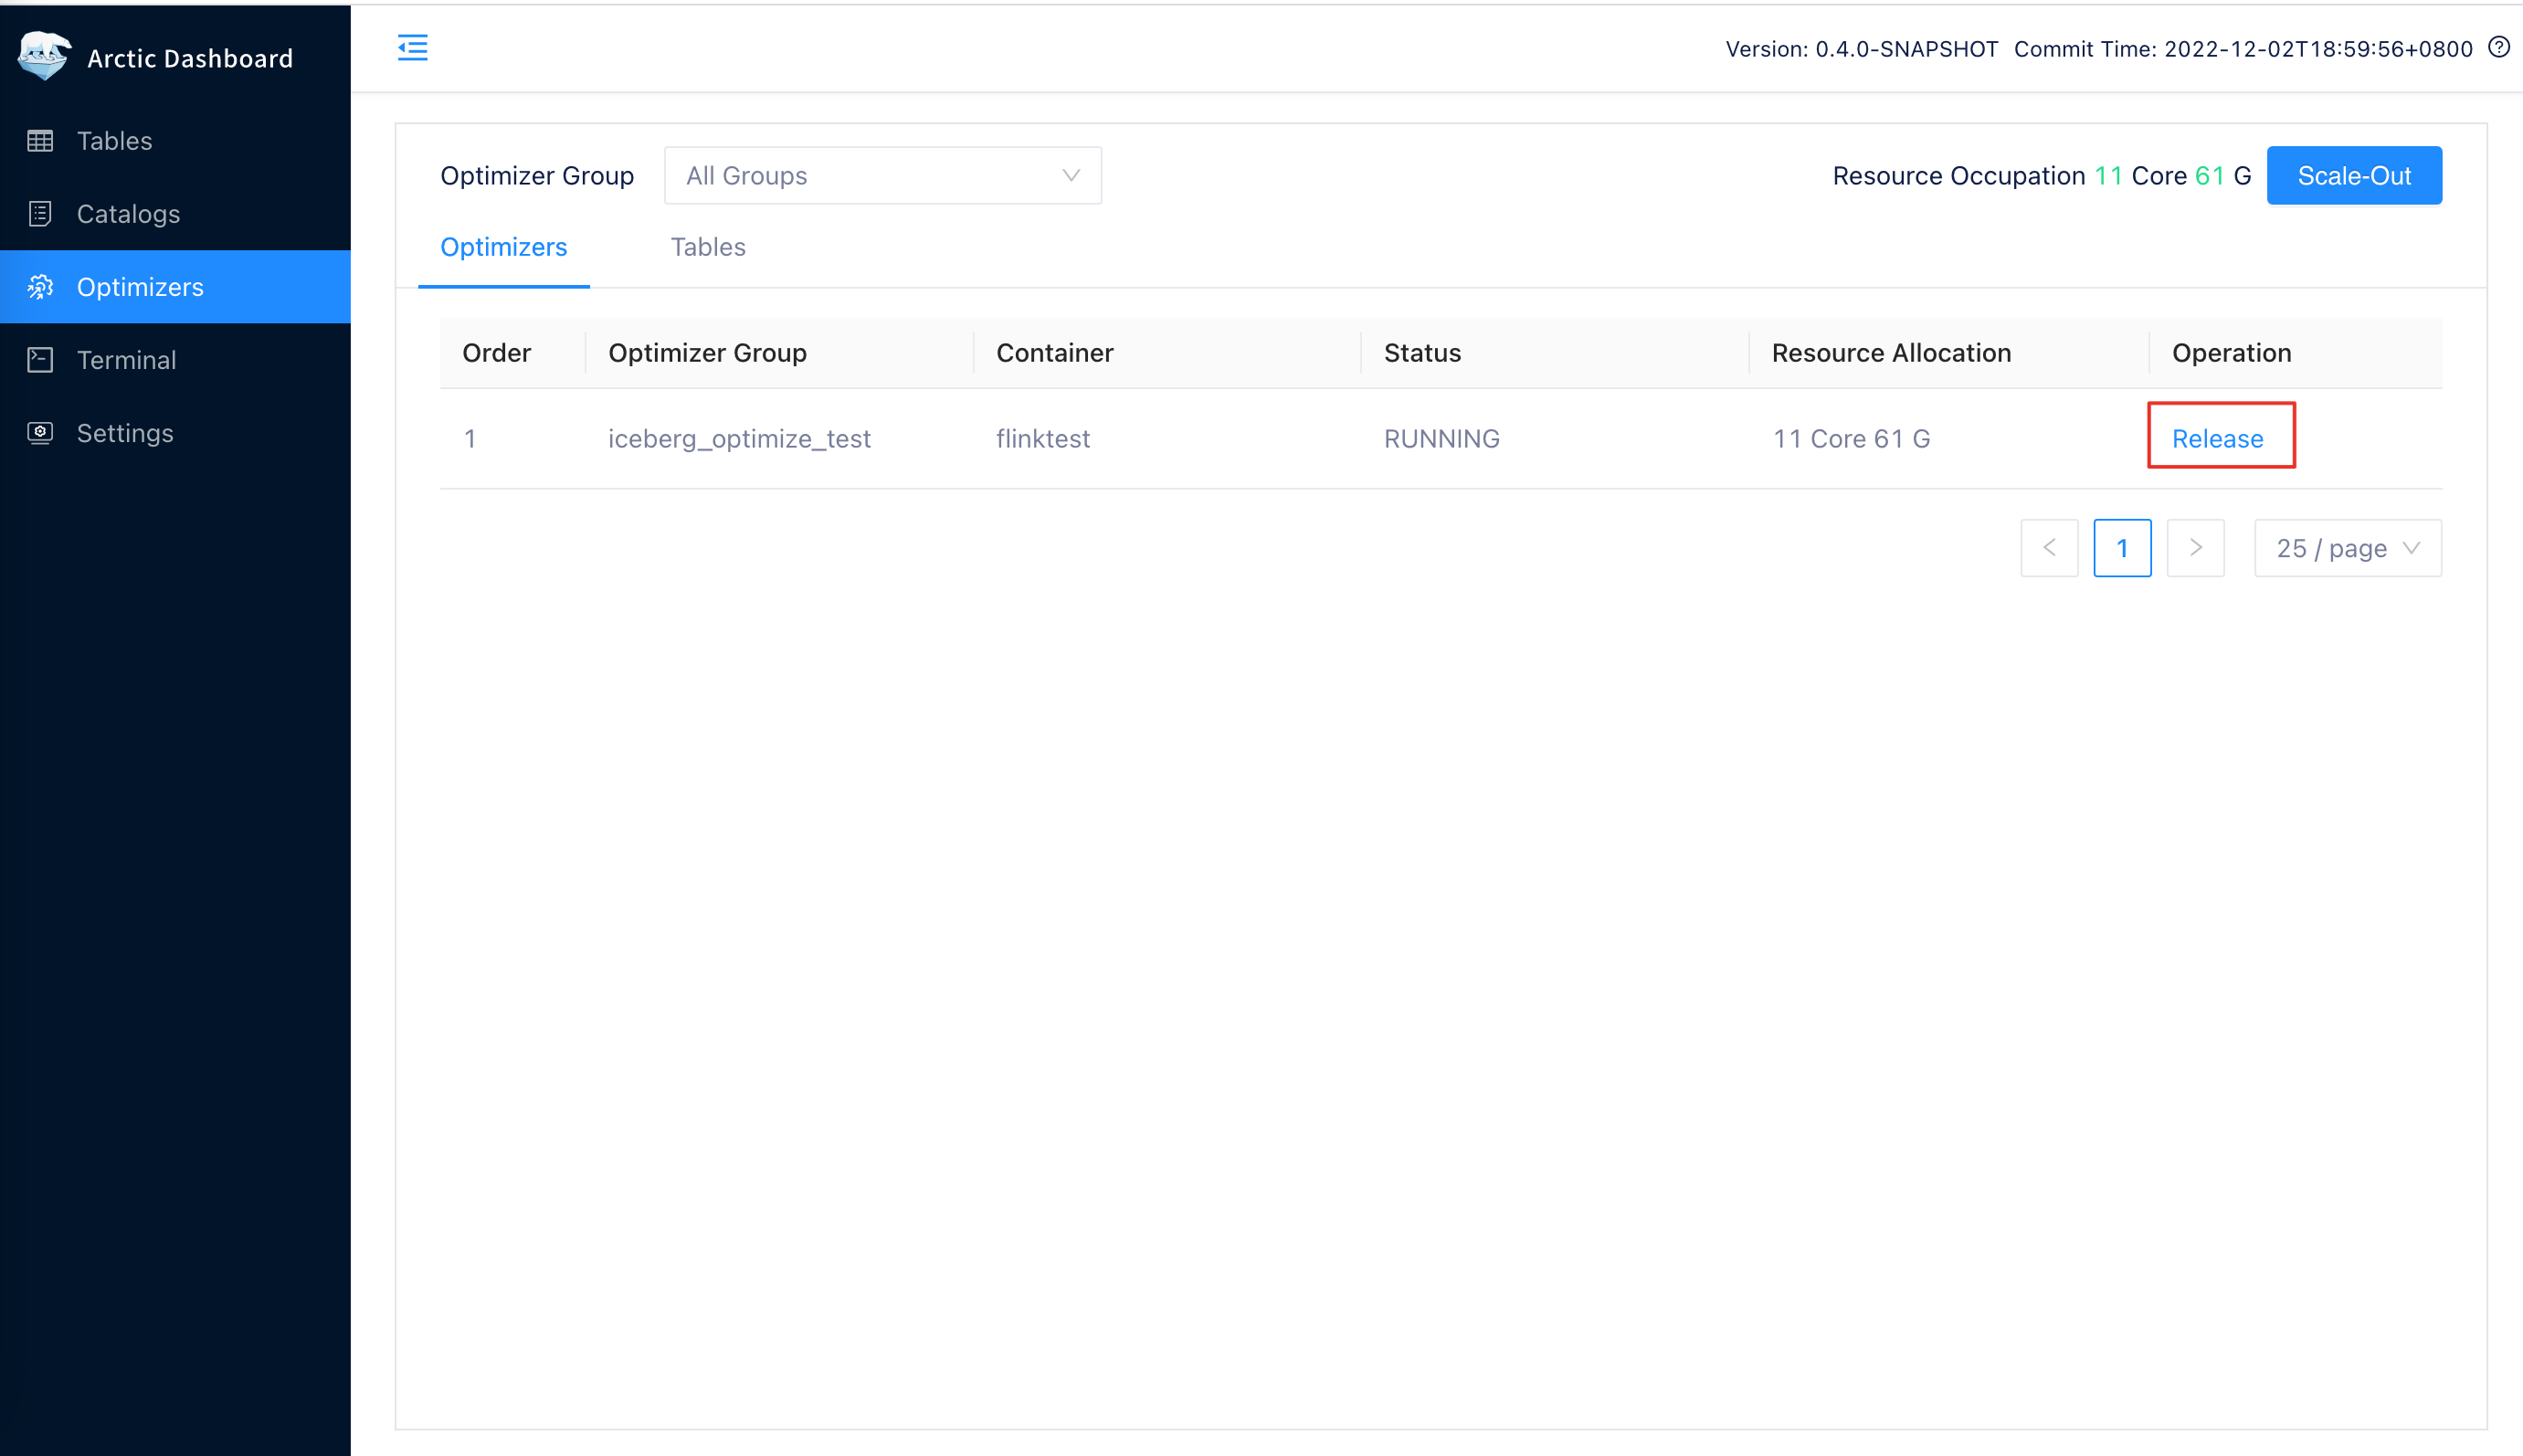 Arctic Dashboard
Version: 0.4.0-SNAPSHOT Commit Time: 2022-12-02T18:59:56+0800
Tables
Catalogs
Optimizers
Terminal
Settings
Optimizer Group All Groups Resource Occupation 11 Core 61 G Scale-Out
Optimizers Tables
Order Optimizer Group Container Status Resource Allocation Operation
1 iceberg_optimize_test flinktest RUNNING 11 Core 61 G Release
< 1 > 25 / page